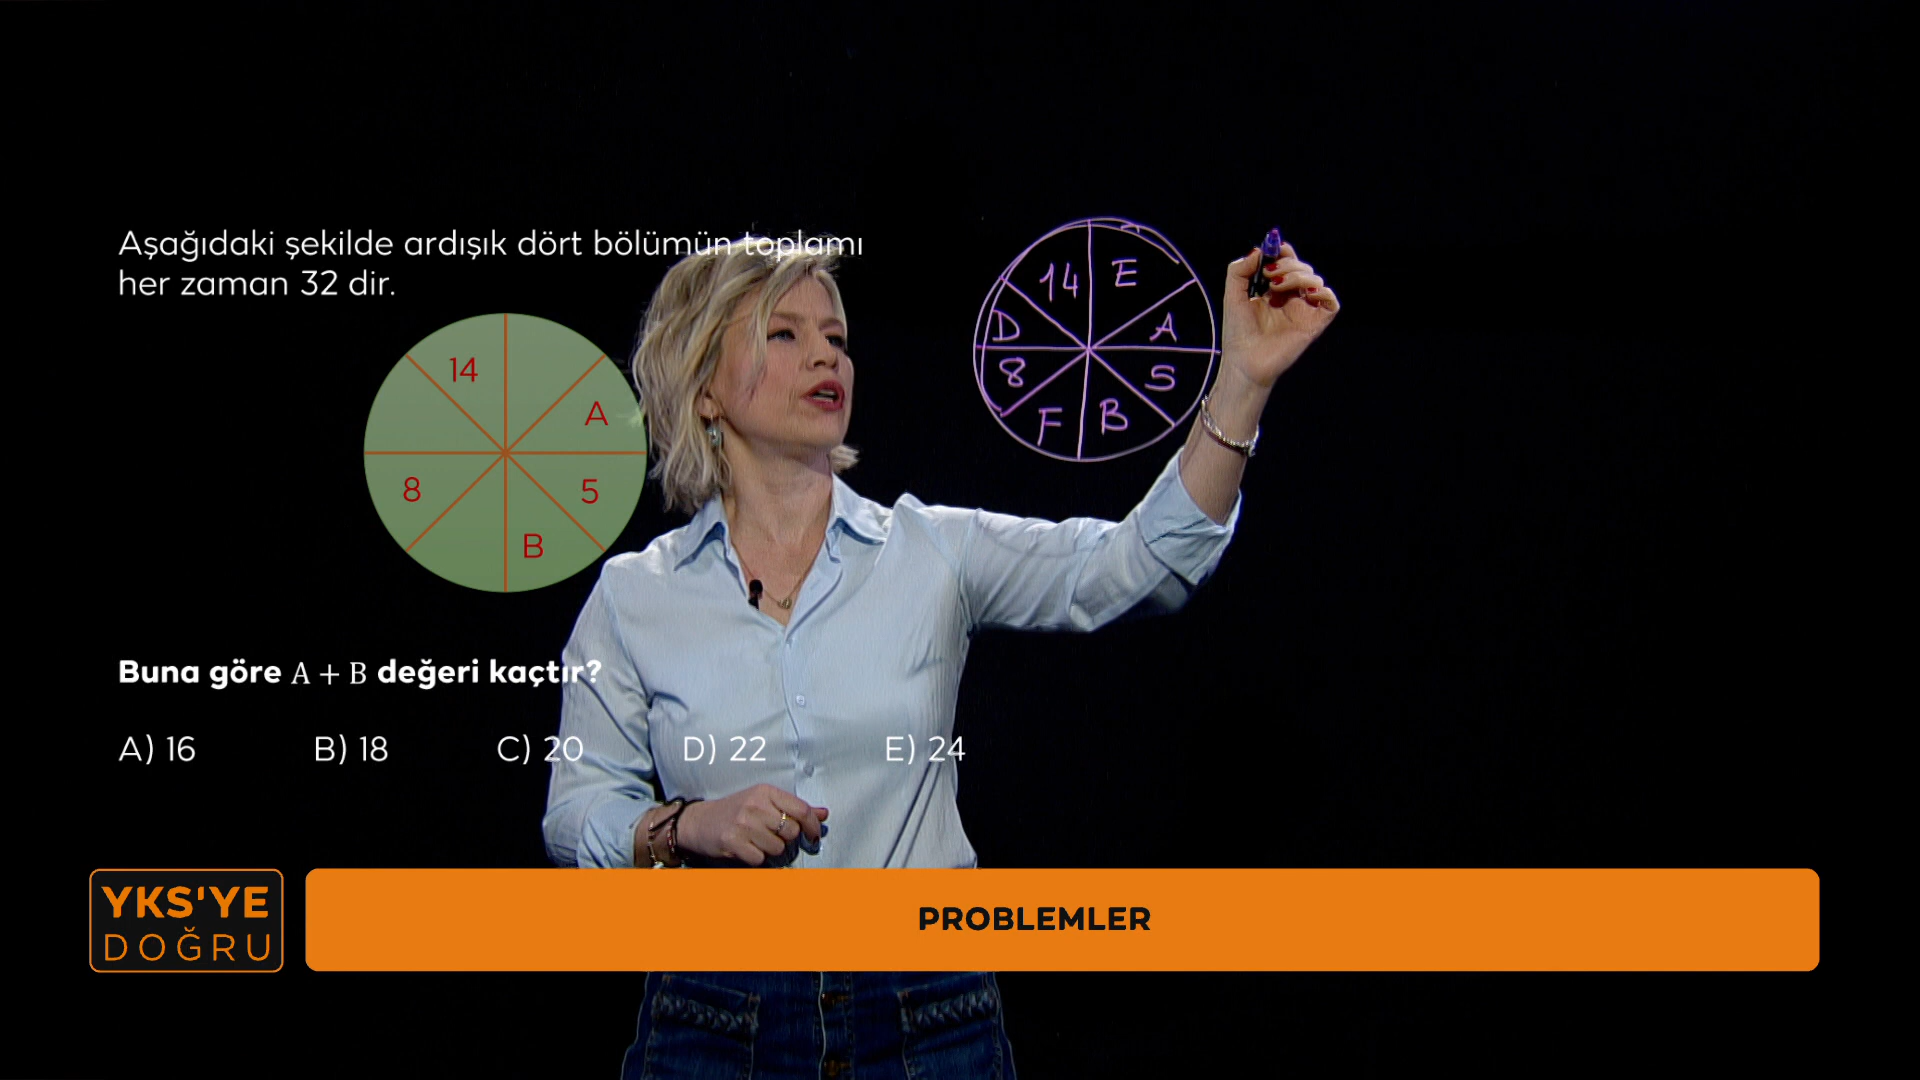 Aşağıdaki şekilde ardışık dört bölümün toplamı
her zaman 32 dir.
14
A
8
5
B
14 E
D A
8 5
F B
Buna göre A + B değeri kaçtır?
A) 16 B) 18 C) 20 D) 22 E) 24
YKS'YE
DOĞRU
PROBLEMLER